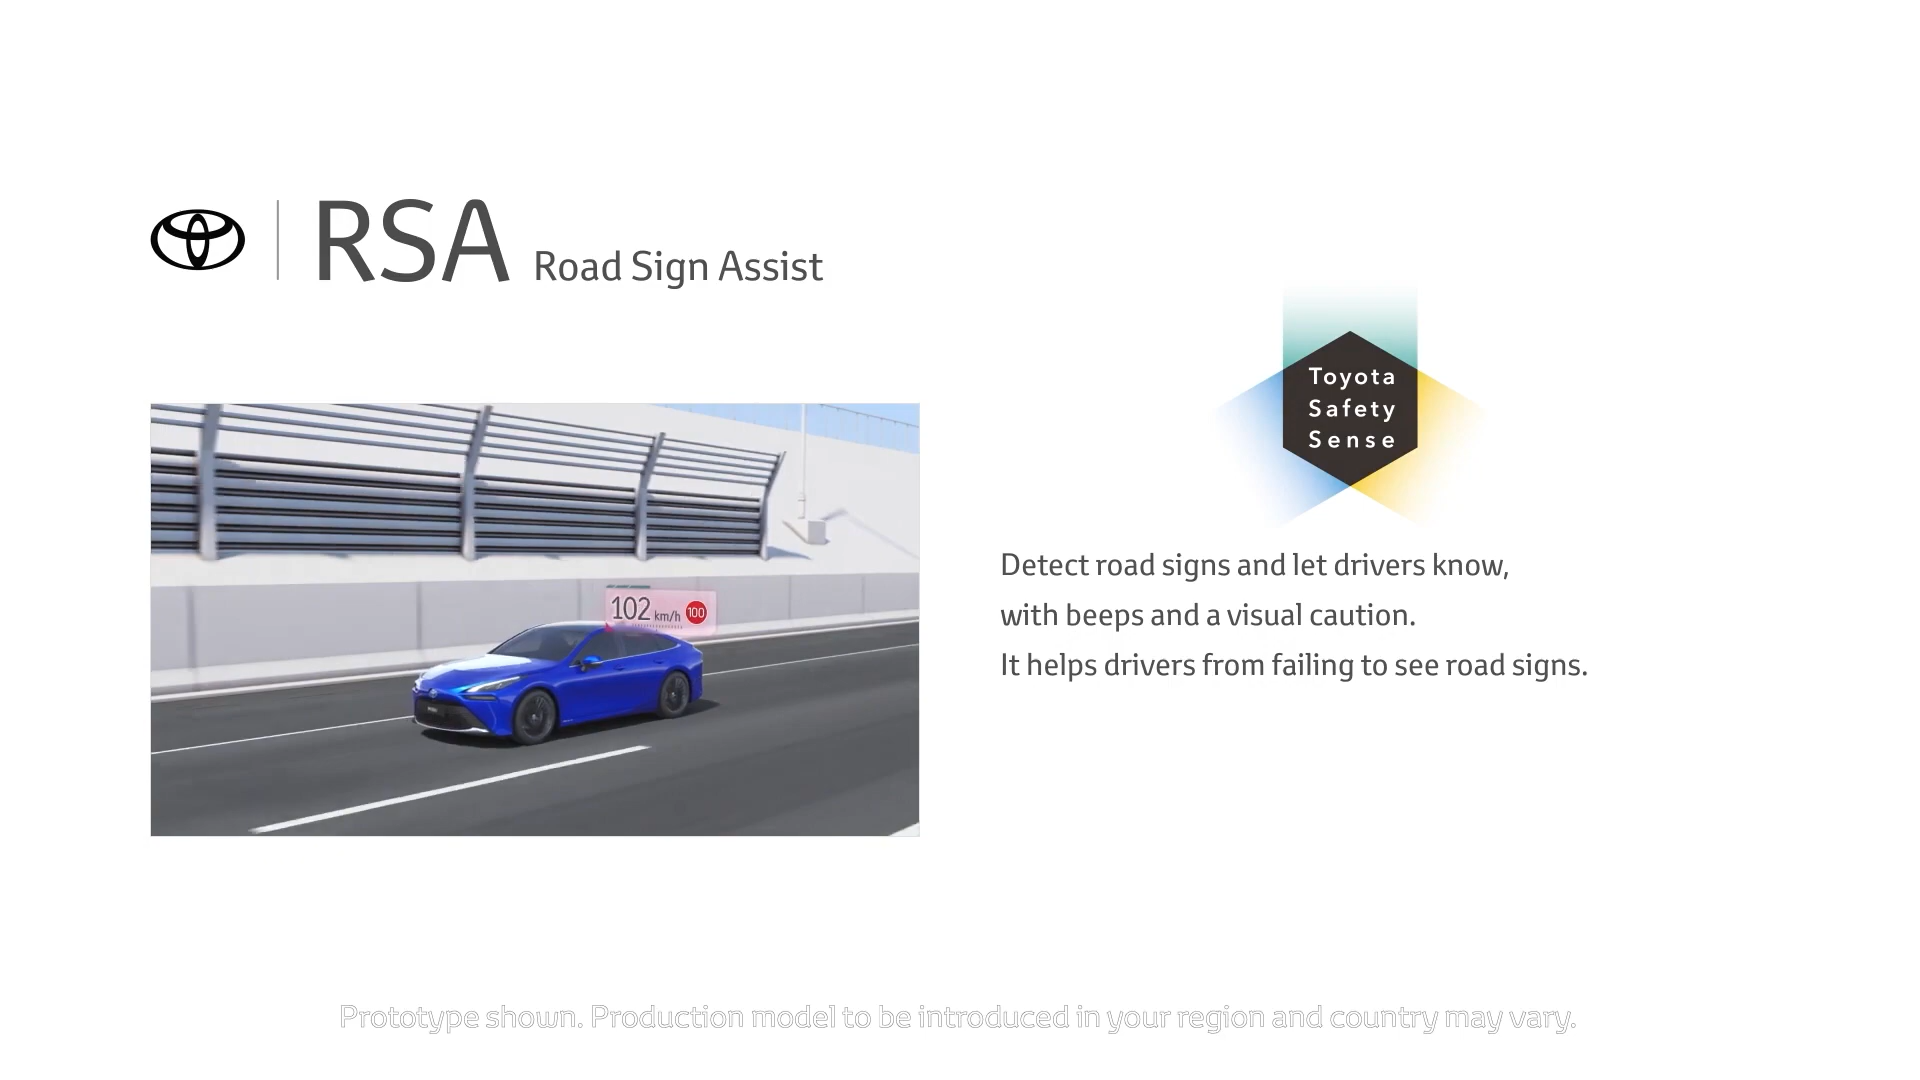 RSA Road Sign Assist
Toyota
Safety
Sense
102 km/h 100
Detect road signs and let drivers know,
with beeps and a visual caution.
It helps drivers from failing to see road signs.
Prototype shown. Production model to be introduced in your region and country may vary.